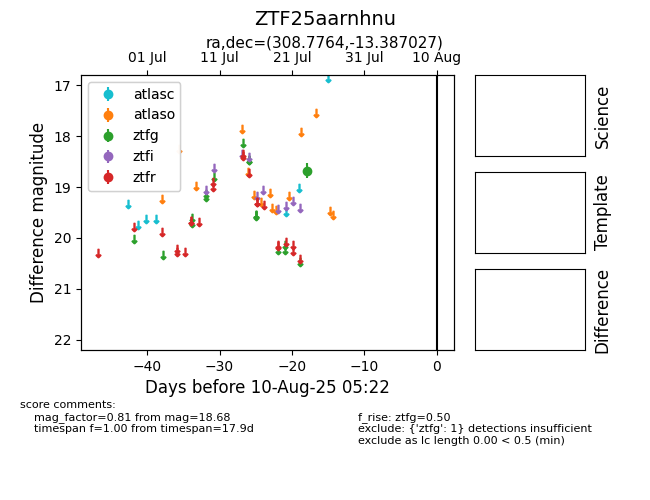 ZTF25aarnhnu
ra,dec=(308.7764,-13.387027)
01 Jul 11 Jul 21 Jul 31 Jul 10 Aug
17
18
19
20
21
22
Difference magnitude
atlasc
atlaso
ztfg
ztfi
ztfr
−40 −30 −20 −10 0
Days before 10-Aug-25 05:22
Science
Template
Difference
score comments:
mag_factor=0.81 from mag=18.68
timespan f=1.00 from timespan=17.9d
f_rise: ztfg=0.50
exclude: {'ztfg': 1} detections insufficient
exclude as lc length 0.00 < 0.5 (min)